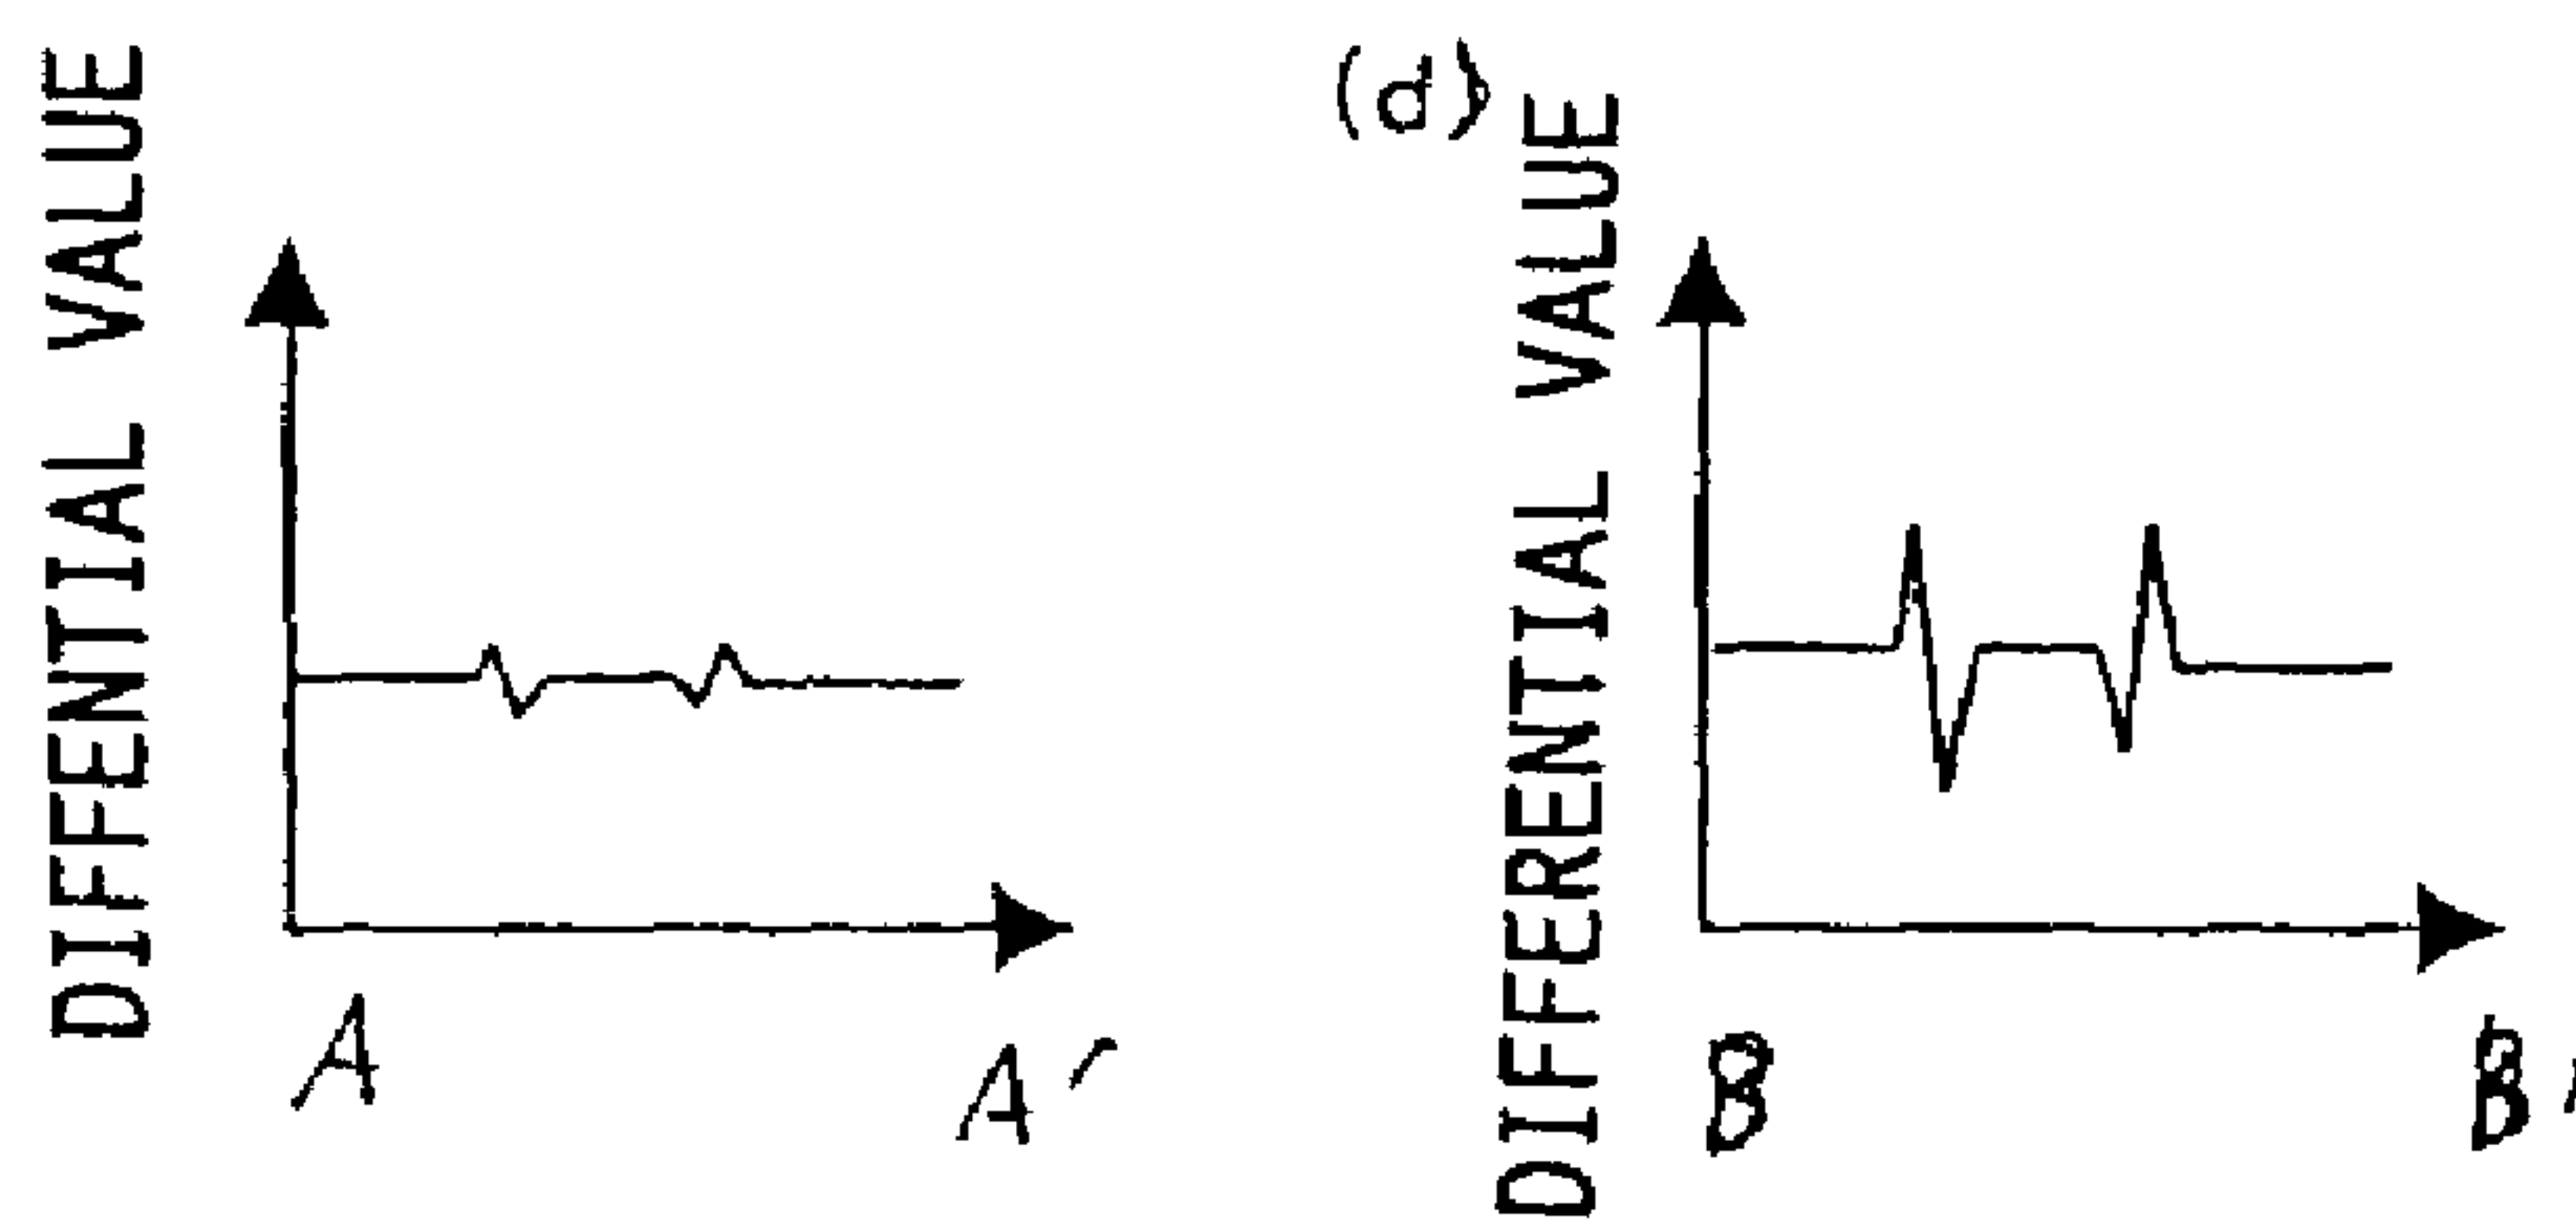 DIFFENTIAL VALUE
A
A'
(d)
DIFFERENTIAL VALUE
B
B'